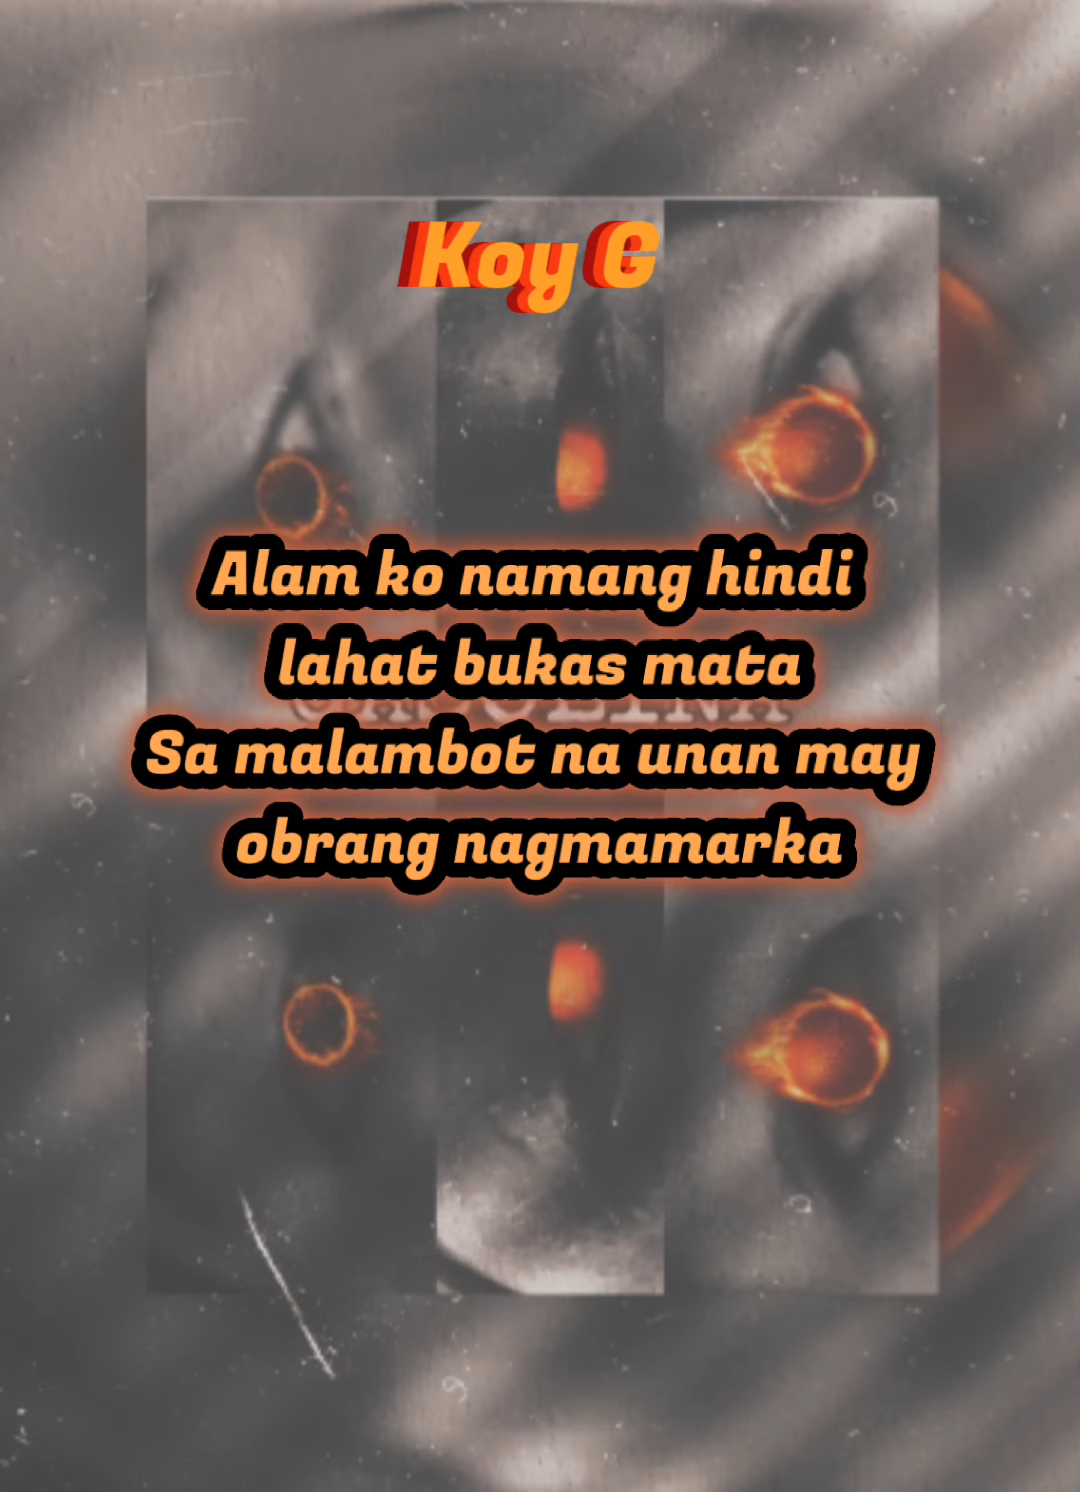 Koy G
Alam ko namang hindi
lahat bukas mata
Sa malambot na unan may
obrang nagmamarka